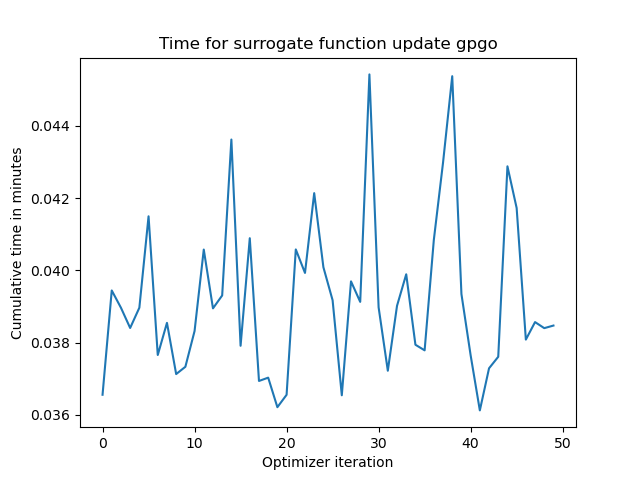 Time for surrogate function update gpgo
Cumulative time in minutes
0.044
0.042
0.040
0.038
0.036
0 10 20 30 40 50
Optimizer iteration